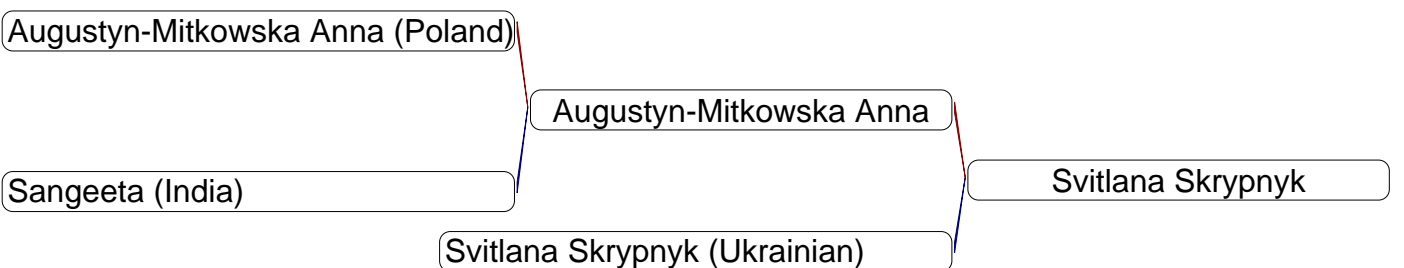 Augustyn-Mitkowska Anna (Poland)
Augustyn-Mitkowska Anna
Sangeeta (India)
Svitlana Skrypnyk
Svitlana Skrypnyk (Ukrainian)